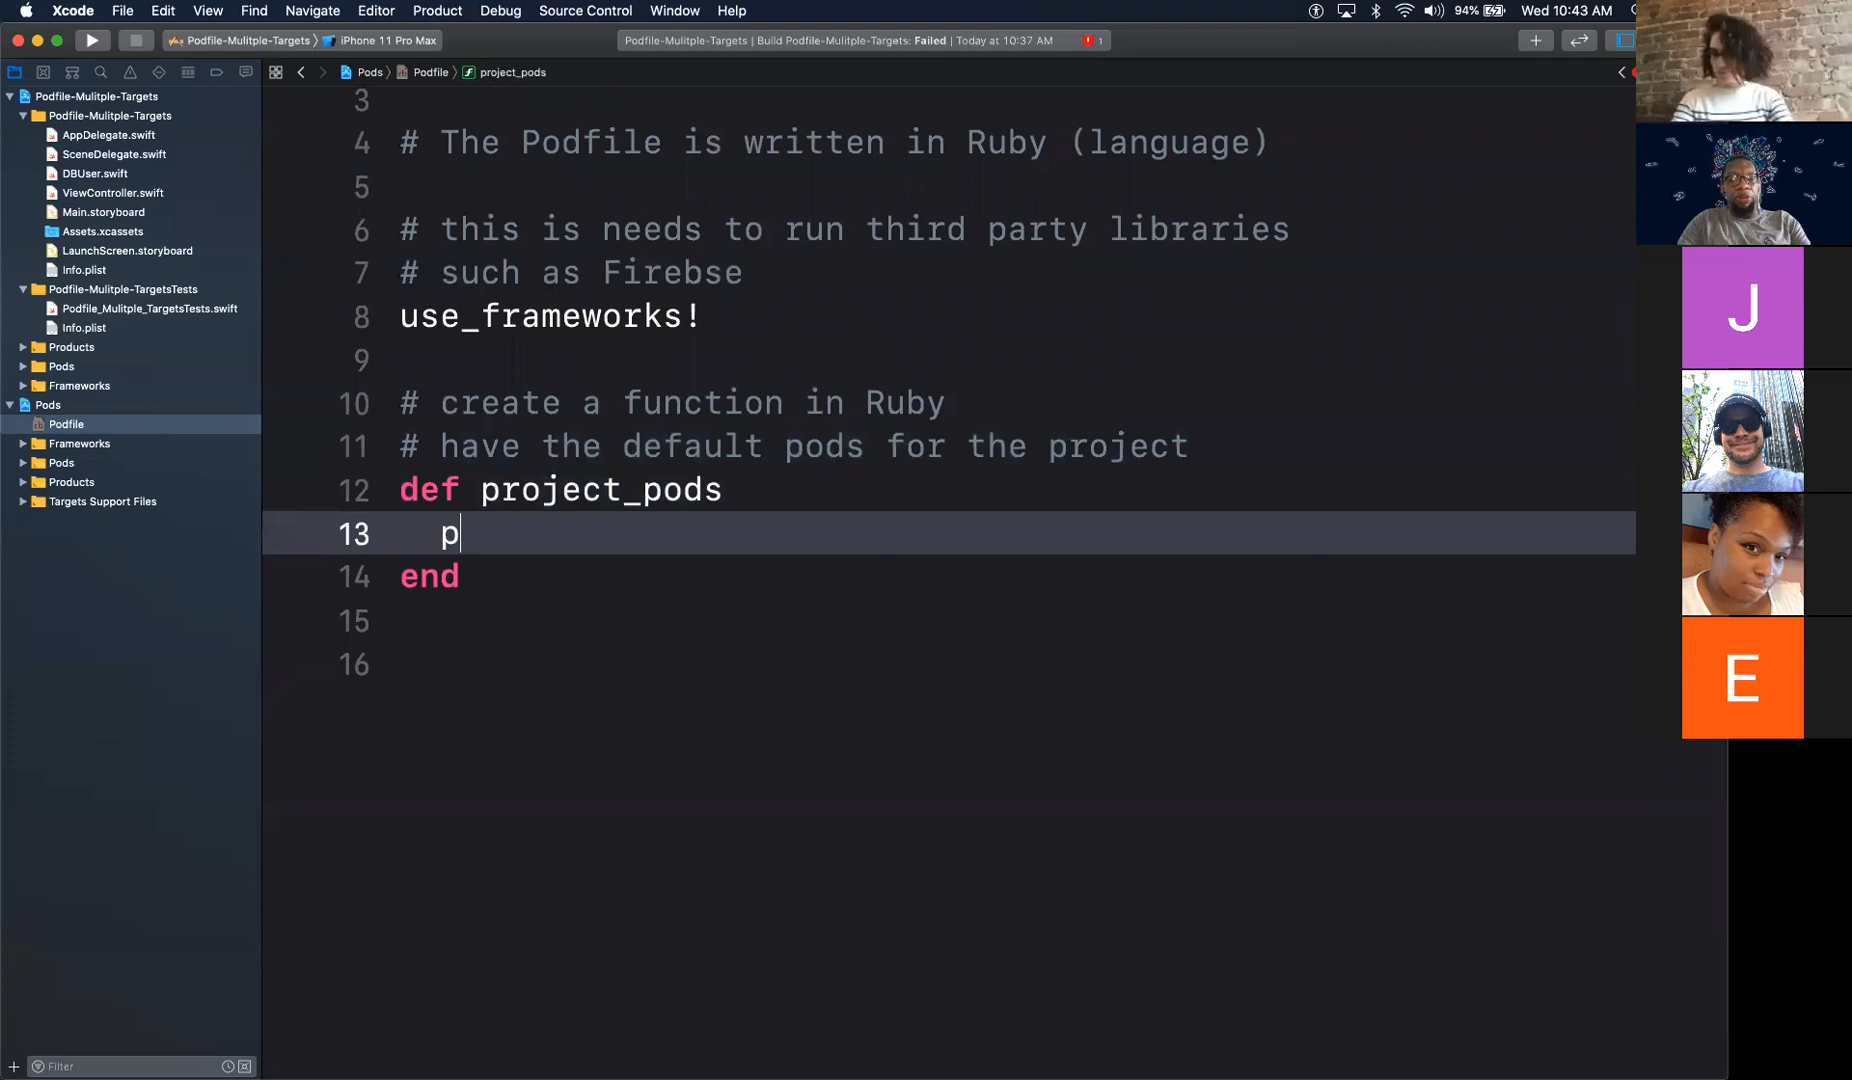 Xcode File Edit View Find Navigate Editor Product Debug Source Control Window Help 94% Wed 10:43 AM
Podfile-Mulitple-Targets iPhone 11 Pro Max Podfile-Mulitple-Targets | Build Podfile-Mulitple-Targets: Failed | Today at 10:37 AM 1
Pods Podfile project_pods
Podfile-Mulitple-Targets
Podfile-Mulitple-Targets
AppDelegate.swift
SceneDelegate.swift
DBUser.swift
ViewController.swift
Main.storyboard
Assets.xcassets
LaunchScreen.storyboard
Info.plist
Podfile-Mulitple-TargetsTests
Podfile_Mulitple_TargetsTests.swift
Info.plist
Products
Pods
Frameworks
Pods
Podfile
Frameworks
Pods
Products
Targets Support Files
Filter
3
4 # The Podfile is written in Ruby (language)
5
6 # this is needs to run third party libraries
7 # such as Firebse
8 use_frameworks!
9
10 # create a function in Ruby
11 # have the default pods for the project
12 def project_pods
13 p
14 end
15
16
J
E